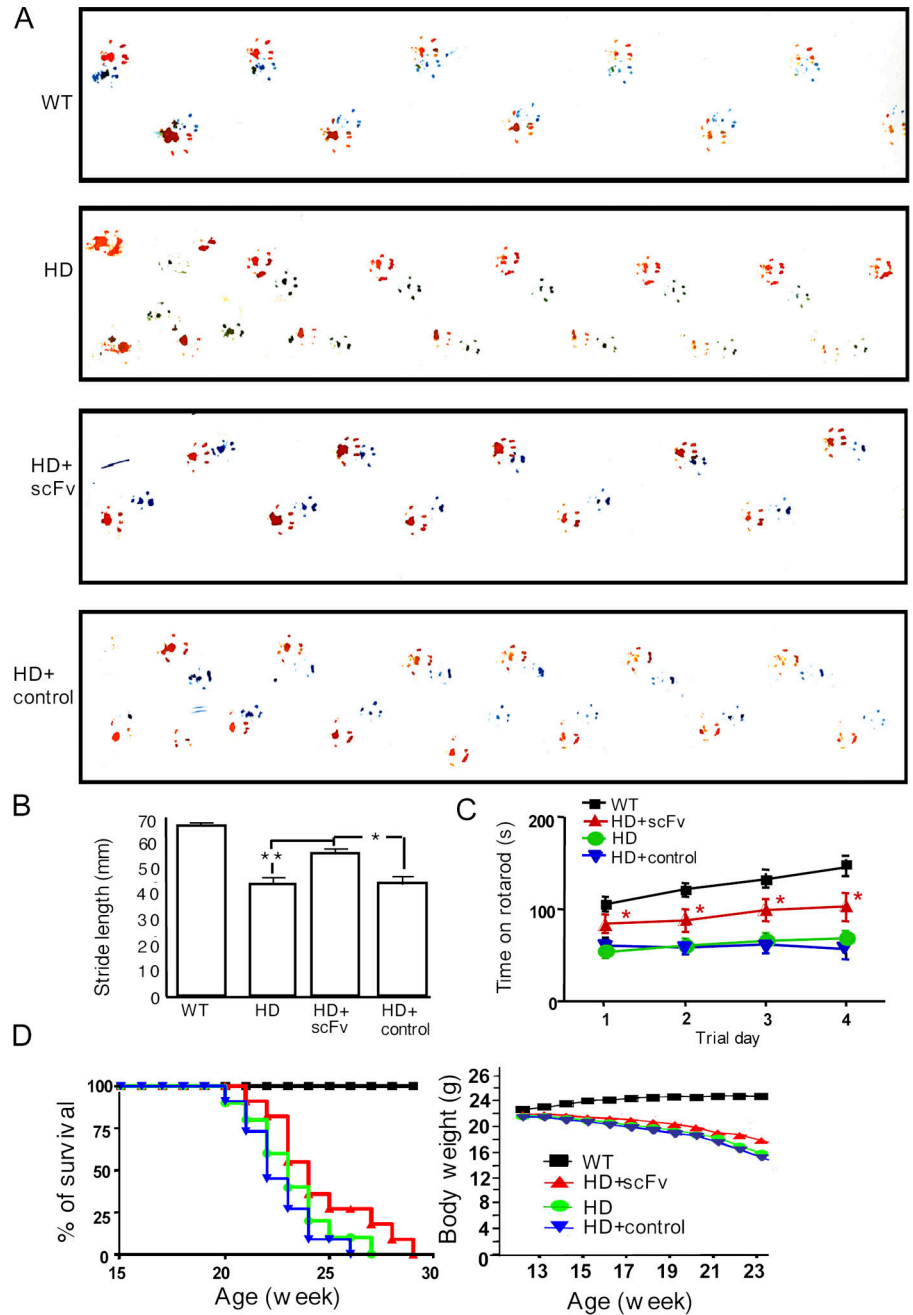 A
WT
HD
HD+
scFv
HD+
control
B
Stride length (mm)
70
60
50
40
30
20
10
0
**
*
WT
HD
HD+
scFv
HD+
control
C
Time on rotarod (s)
200
100
0
WT
HD+scFv
HD
HD+control
*
*
*
*
1
2
3
4
Trial day
D
% of survival
100
75
50
25
0
15
20
25
30
Age (week)
Body weight (g)
26
24
22
20
18
16
12
8
4
0
WT
HD+scFv
HD
HD+control
13
15
17
19
21
23
Age (week)